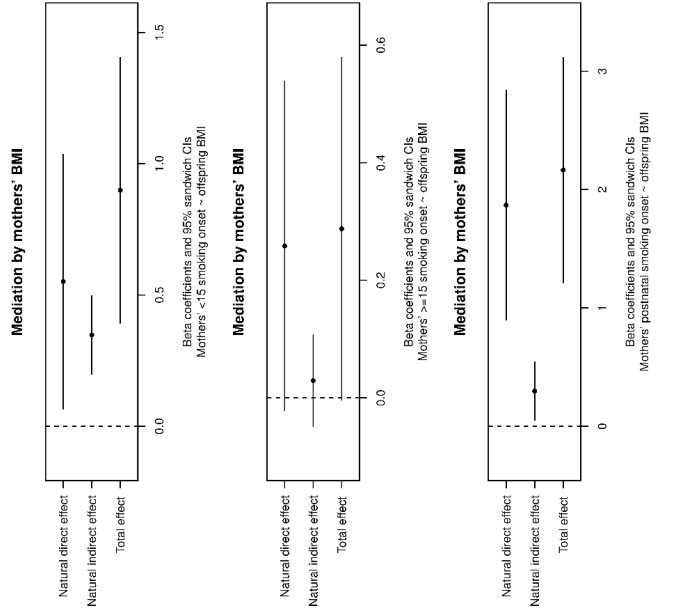 Mediation by mothers' BMI
Natural direct effect
Natural indirect effect
Total effect
0.0
0.5
1.0
1.5
Beta coefficients and 95% sandwich CIs
Mothers' <15 smoking onset ~ offspring BMI
Mediation by mothers' BMI
Natural direct effect
Natural indirect effect
Total effect
0.0
0.2
0.4
0.6
Beta coefficients and 95% sandwich CIs
Mothers' >=15 smoking onset ~ offspring BMI
Mediation by mothers' BMI
Natural direct effect
Natural indirect effect
Total effect
0
1
2
3
Beta coefficients and 95% sandwich CIs
Mothers' postnatal smoking onset ~ offspring BMI